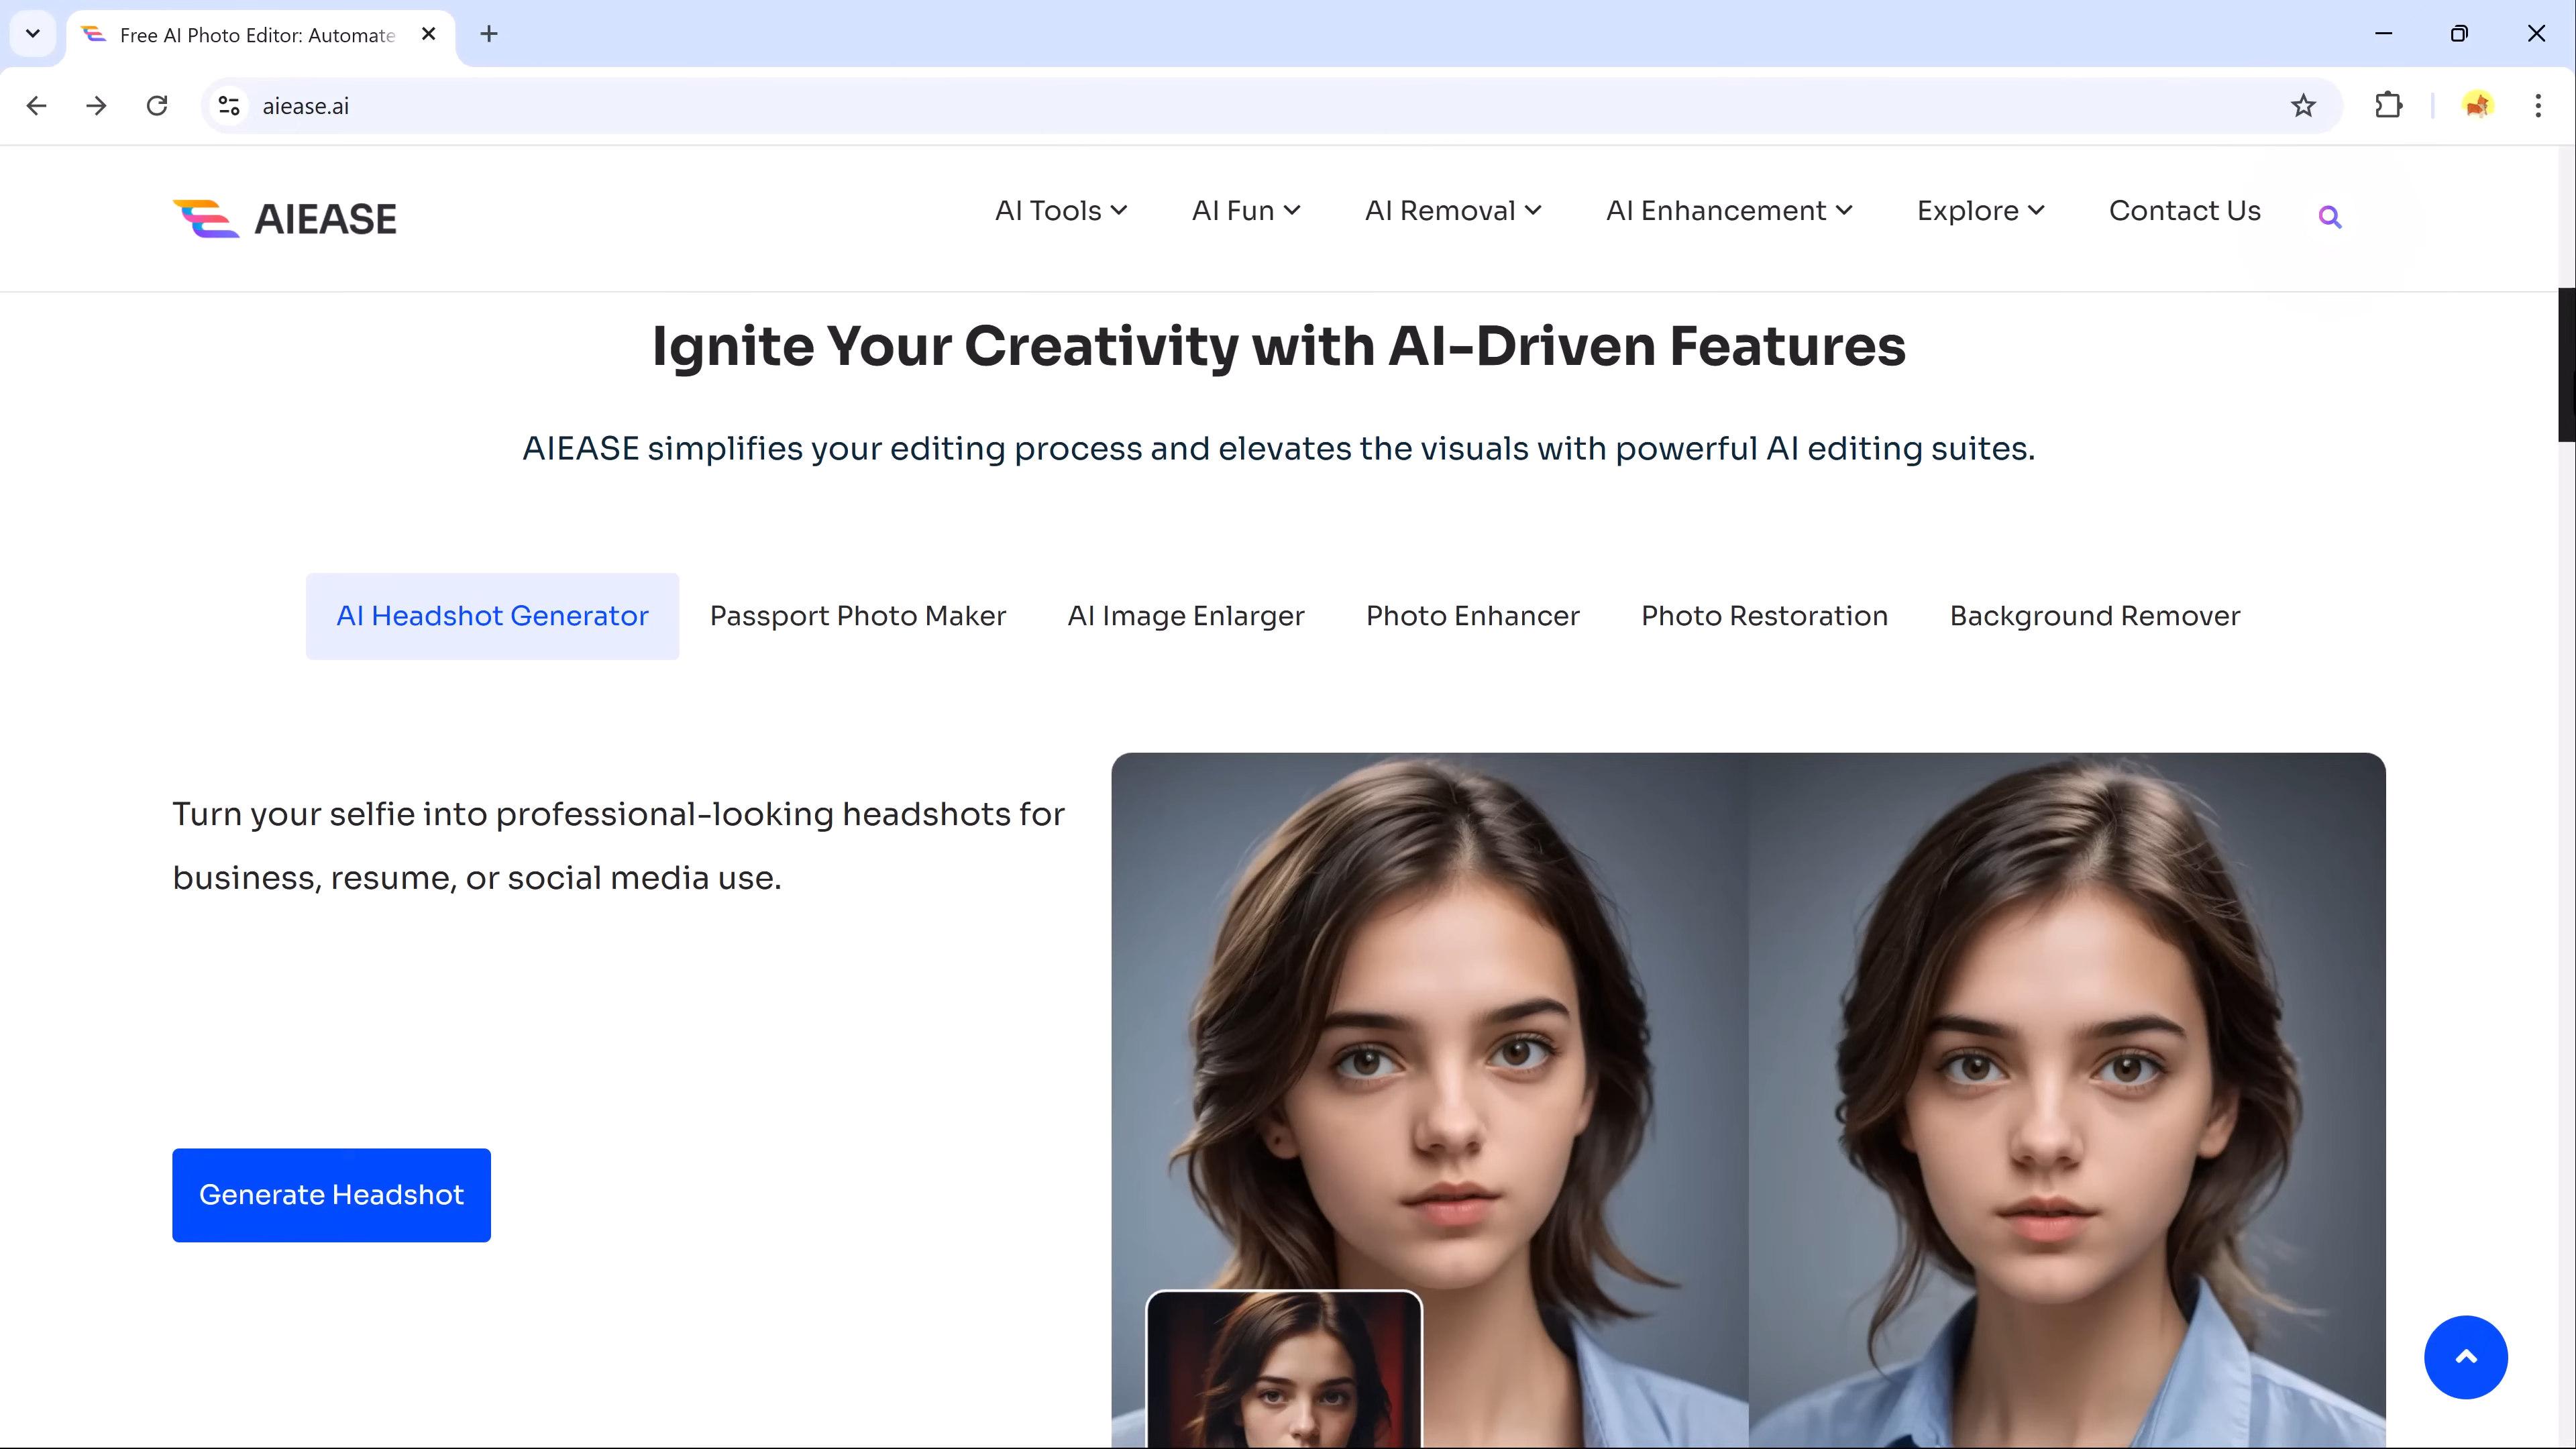 Free AI Photo Editor: Automate
aiease.ai
AIEASE
AI Tools
AI Fun
AI Removal
AI Enhancement
Explore
Contact Us
Ignite Your Creativity with AI-Driven Features
AIEASE simplifies your editing process and elevates the visuals with powerful AI editing suites.
AI Headshot Generator
Passport Photo Maker
AI Image Enlarger
Photo Enhancer
Photo Restoration
Background Remover
Turn your selfie into professional-looking headshots for
business, resume, or social media use.
Generate Headshot